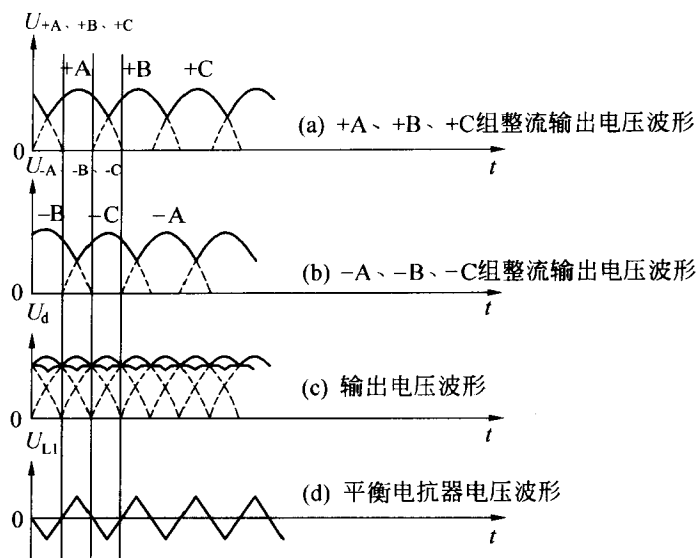 U+A、+B、+C
+A +B +C
(a) +A、+B、+C组整流输出电压波形
0
t
U-A、-B、-C
-B -C -A
(b) -A、-B、-C组整流输出电压波形
0
t
Ud
(c) 输出电压波形
0
t
UL1
(d) 平衡电抗器电压波形
0
t